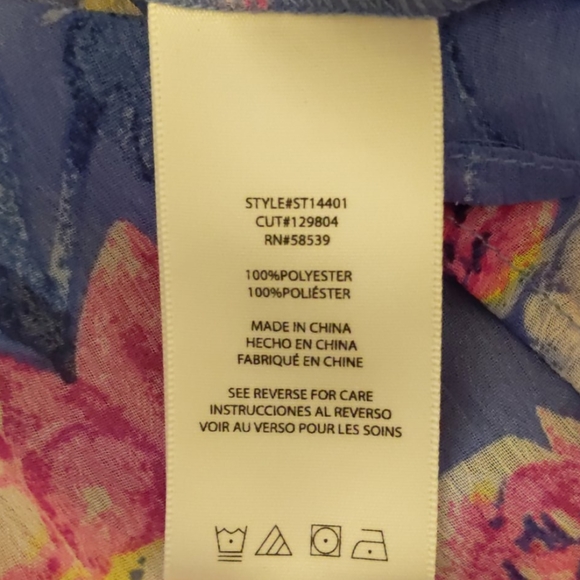 STYLE#ST14401
CUT#129804
RN#58539
100%POLYESTER
100%POLIÉSTER
MADE IN CHINA
HECHO EN CHINA
FABRIQUÉ EN CHINE
SEE REVERSE FOR CARE
INSTRUCCIONES AL REVERSO
VOIR AU VERSO POUR LES SOINS